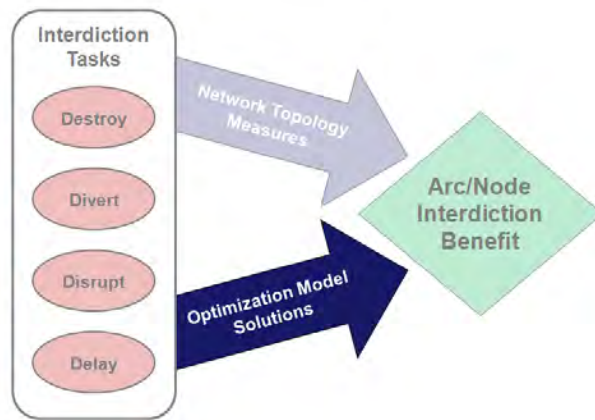 Interdiction
Tasks
Destroy
Divert
Disrupt
Delay
Network Topology
Measures
Optimization Model
Solutions
Arc/Node
Interdiction
Benefit